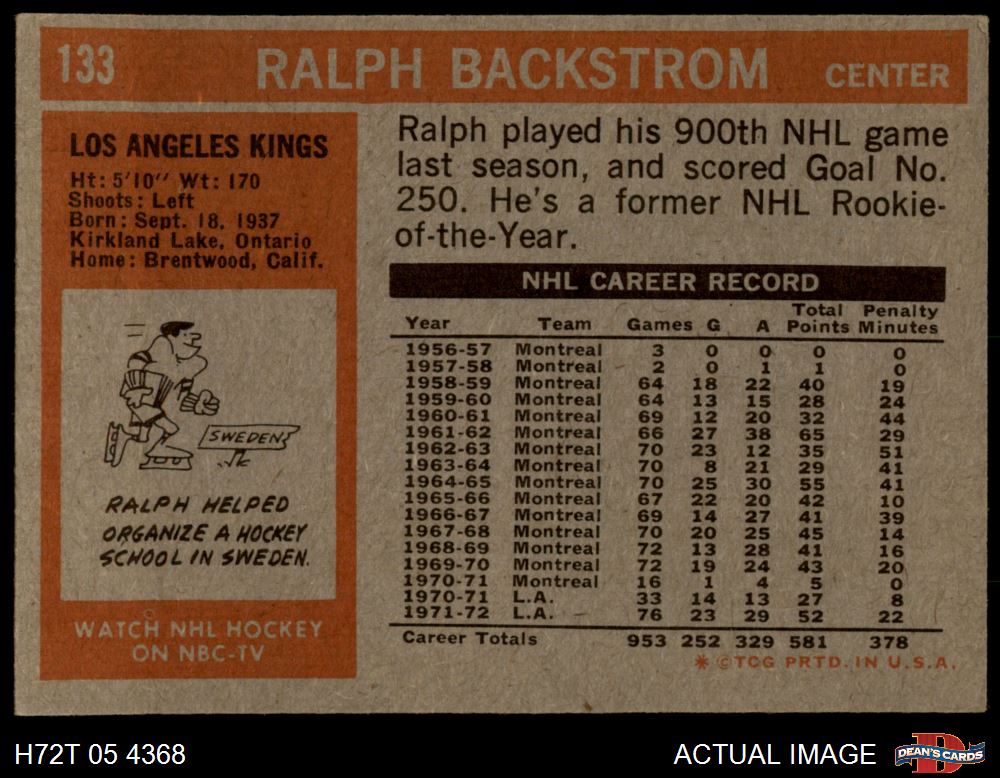 133 RALPH BACKSTROM CENTER
LOS ANGELES KINGS
Ht: 5'10" Wt: 170
Shoots: Left
Born: Sept. 18, 1937
Kirkland Lake, Ontario
Home: Brentwood, Calif.
SWEDEN
RALPH HELPED
ORGANIZE A HOCKEY
SCHOOL IN SWEDEN.
WATCH NHL HOCKEY
ON NBC-TV
Ralph played his 900th NHL game
last season, and scored Goal No.
250. He's a former NHL Rookie-
of-the-Year.
NHL CAREER RECORD
Year Team Games G A Total Points Penalty Minutes
1956-57 Montreal 3 0 0 0 0
1957-58 Montreal 2 0 1 1 0
1958-59 Montreal 64 18 22 40 19
1959-60 Montreal 64 13 15 28 24
1960-61 Montreal 69 12 20 32 44
1961-62 Montreal 66 27 38 65 29
1962-63 Montreal 70 23 12 35 51
1963-64 Montreal 70 8 21 29 41
1964-65 Montreal 70 25 30 55 41
1965-66 Montreal 67 22 20 42 10
1966-67 Montreal 69 14 27 41 39
1967-68 Montreal 70 20 25 45 14
1968-69 Montreal 72 13 28 41 16
1969-70 Montreal 72 19 24 43 20
1970-71 Montreal 16 1 4 5 0
1970-71 L.A. 33 14 13 27 8
1971-72 L.A. 76 23 29 52 22
Career Totals 953 252 329 581 378
* ©TCG PRTD. IN U.S.A.
H72T 05 4368
ACTUAL IMAGE
D
DEAN'S CARDS